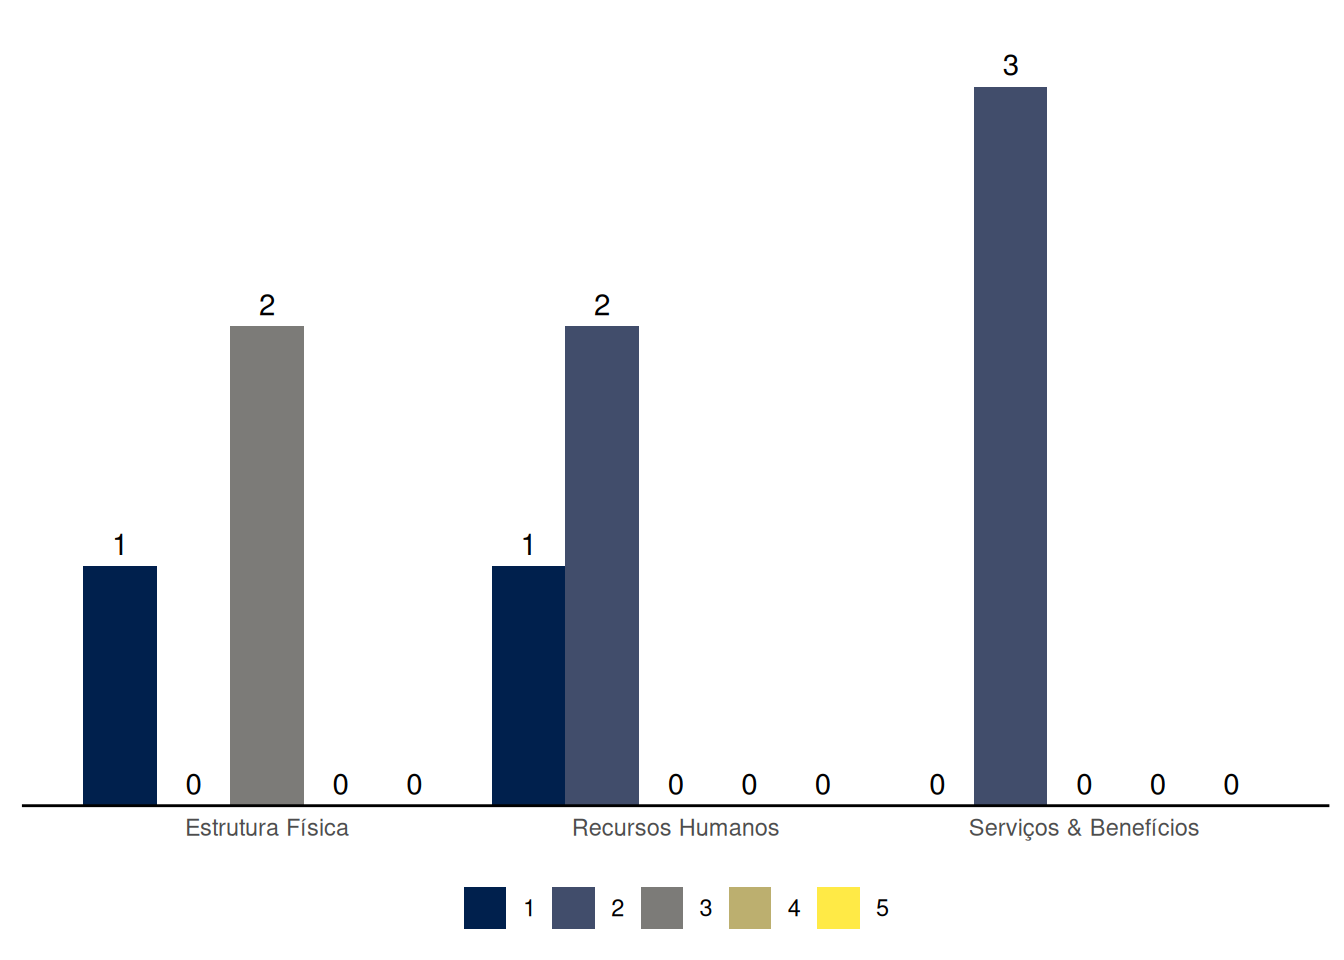 3
2 2
1 1
0 0 0 0 0 0 0 0 0 0
Estrutura Física Recursos Humanos Serviços & Benefícios
1 2 3 4 5